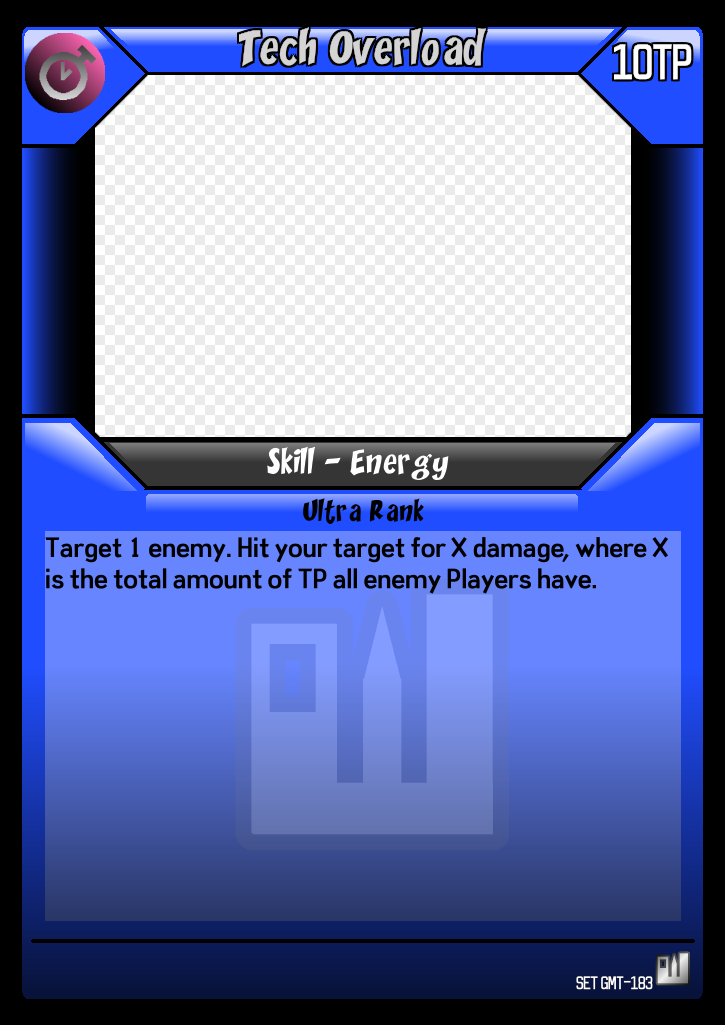 Tech Overload
10TP
Skill - Energy
Ultra Rank
Target 1 enemy. Hit your target for X damage, where X
is the total amount of TP all enemy Players have.
SET GMT-183